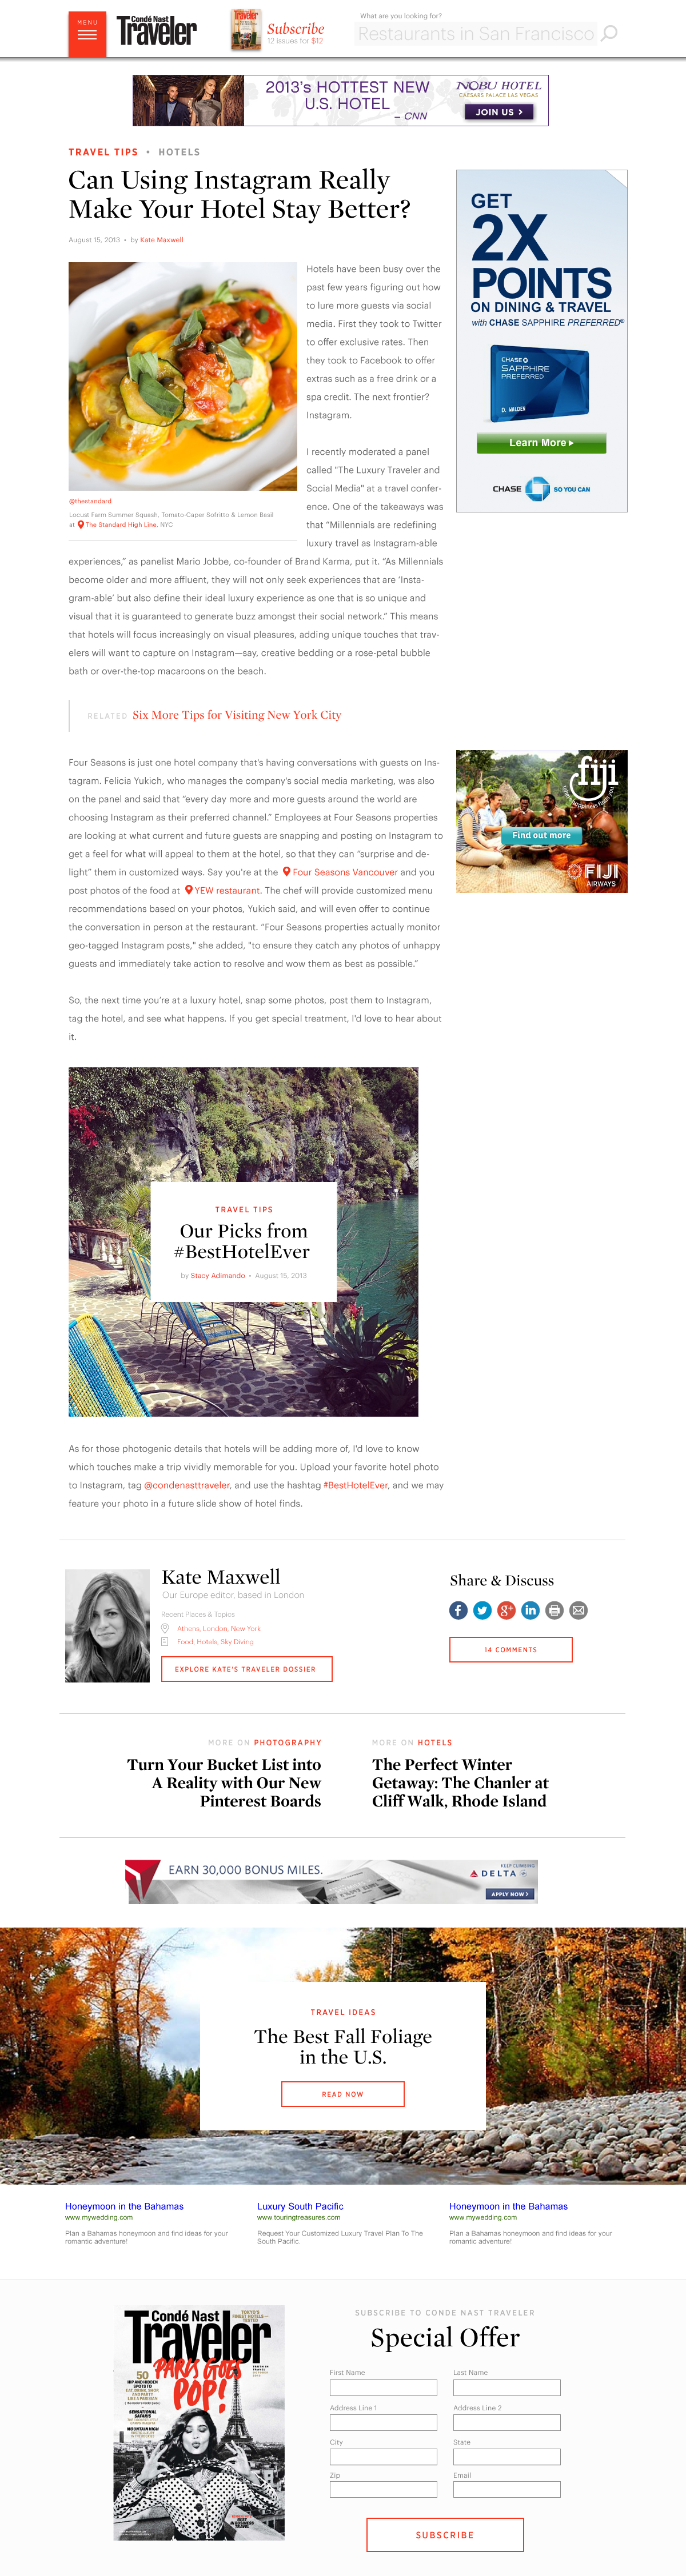 MENU
Condé Nast
Traveler
Traveler
Subscribe
12 issues for $12
What are you looking for?
Restaurants in San Francisco
2013's HOTTEST NEW
U.S. HOTEL
– CNN
NOBU HOTEL
CAESARS PALACE LAS VEGAS
JOIN US >
TRAVEL TIPS • HOTELS
Can Using Instagram Really
Make Your Hotel Stay Better?
August 15, 2013 • by Kate Maxwell
GET
2X
POINTS
ON DINING & TRAVEL
with CHASE SAPPHIRE PREFERRED®
CHASE
SAPPHIRE
PREFERRED
D. WALDEN
Learn More ▸
CHASE SO YOU CAN
@thestandard
Locust Farm Summer Squash, Tomato-Caper Sofritto & Lemon Basil
at The Standard High Line, NYC
Hotels have been busy over the
past few years figuring out how
to lure more guests via social
media. First they took to Twitter
to offer exclusive rates. Then
they took to Facebook to offer
extras such as a free drink or a
spa credit. The next frontier?
Instagram.
I recently moderated a panel
called "The Luxury Traveler and
Social Media" at a travel confer-
ence. One of the takeaways was
that “Millennials are redefining
luxury travel as Instagram-able
experiences,” as panelist Mario Jobbe, co-founder of Brand Karma, put it. “As Millennials
become older and more affluent, they will not only seek experiences that are ‘Insta-
gram-able’ but also define their ideal luxury experience as one that is so unique and
visual that it is guaranteed to generate buzz amongst their social network.” This means
that hotels will focus increasingly on visual pleasures, adding unique touches that trav-
elers will want to capture on Instagram—say, creative bedding or a rose-petal bubble
bath or over-the-top macaroons on the beach.
RELATED Six More Tips for Visiting New York City
Four Seasons is just one hotel company that's having conversations with guests on Ins-
tagram. Felicia Yukich, who manages the company's social media marketing, was also
on the panel and said that “every day more and more guests around the world are
choosing Instagram as their preferred channel.” Employees at Four Seasons properties
are looking at what current and future guests are snapping and posting on Instagram to
get a feel for what will appeal to them at the hotel, so that they can “surprise and de-
light” them in customized ways. Say you're at the Four Seasons Vancouver and you
post photos of the food at YEW restaurant. The chef will provide customized menu
recommendations based on your photos, Yukich said, and will even offer to continue
the conversation in person at the restaurant. “Four Seasons properties actually monitor
geo-tagged Instagram posts," she added, "to ensure they catch any photos of unhappy
guests and immediately take action to resolve and wow them as best as possible.”
fiji
Find out more
FIJI
AIRWAYS
So, the next time you're at a luxury hotel, snap some photos, post them to Instagram,
tag the hotel, and see what happens. If you get special treatment, I'd love to hear about
it.
TRAVEL TIPS
Our Picks from
#BestHotelEver
by Stacy Adimando • August 15, 2013
As for those photogenic details that hotels will be adding more of, I'd love to know
which touches make a trip vividly memorable for you. Upload your favorite hotel photo
to Instagram, tag @condenasttraveler, and use the hashtag #BestHotelEver, and we may
feature your photo in a future slide show of hotel finds.
Kate Maxwell
Our Europe editor, based in London
Recent Places & Topics
Athens, London, New York
Food, Hotels, Sky Diving
EXPLORE KATE'S TRAVELER DOSSIER
Share & Discuss
14 COMMENTS
MORE ON PHOTOGRAPHY
Turn Your Bucket List into
A Reality with Our New
Pinterest Boards
MORE ON HOTELS
The Perfect Winter
Getaway: The Chanler at
Cliff Walk, Rhode Island
EARN 30,000 BONUS MILES.
KEEP CLIMBING
DELTA
APPLY NOW >
TRAVEL IDEAS
The Best Fall Foliage
in the U.S.
READ NOW
Honeymoon in the Bahamas
www.mywedding.com
Plan a Bahamas honeymoon and find ideas for your
romantic adventure!
Luxury South Pacific
www.touringtreasures.com
Request Your Customized Luxury Travel Plan To The
South Pacific.
Honeymoon in the Bahamas
www.mywedding.com
Plan a Bahamas honeymoon and find ideas for your
romantic adventure!
Condé Nast
Traveler
PARIS GOES
POP!
50
HIP AND HIDDEN
SPOTS TO
EAT, DRINK, SHOP
AND PARTY
LIKE A PARISIAN
SENSATIONAL
SAFARIS
MOUNTAIN HIGH
SUBSCRIBE TO CONDE NAST TRAVELER
Special Offer
First Name
Last Name
Address Line 1
Address Line 2
City
State
Zip
Email
SUBSCRIBE